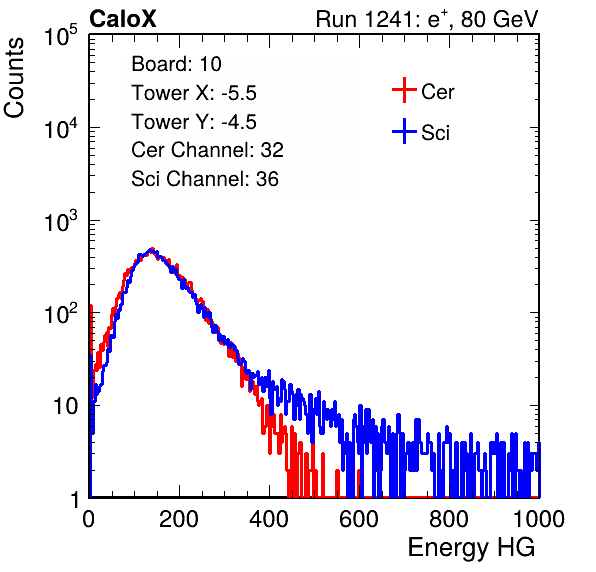 CaloX Run 1241: e⁺, 80 GeV
Counts
10⁵
10⁴
10³
10²
10
1
Board: 10
Tower X: -5.5
Tower Y: -4.5
Cer Channel: 32
Sci Channel: 36
Cer
Sci
0 200 400 600 800 1000
Energy HG